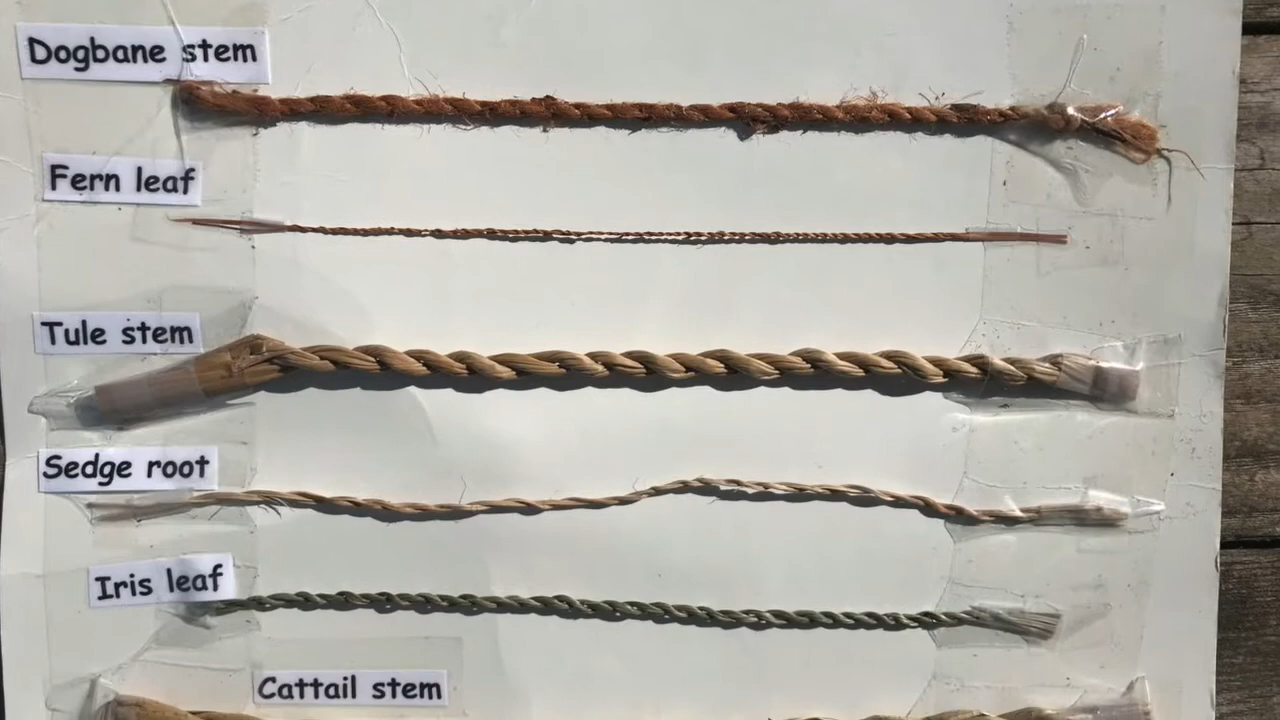 Dogbane stem
Fern leaf
Tule stem
Sedge root
Iris leaf
Cattail stem